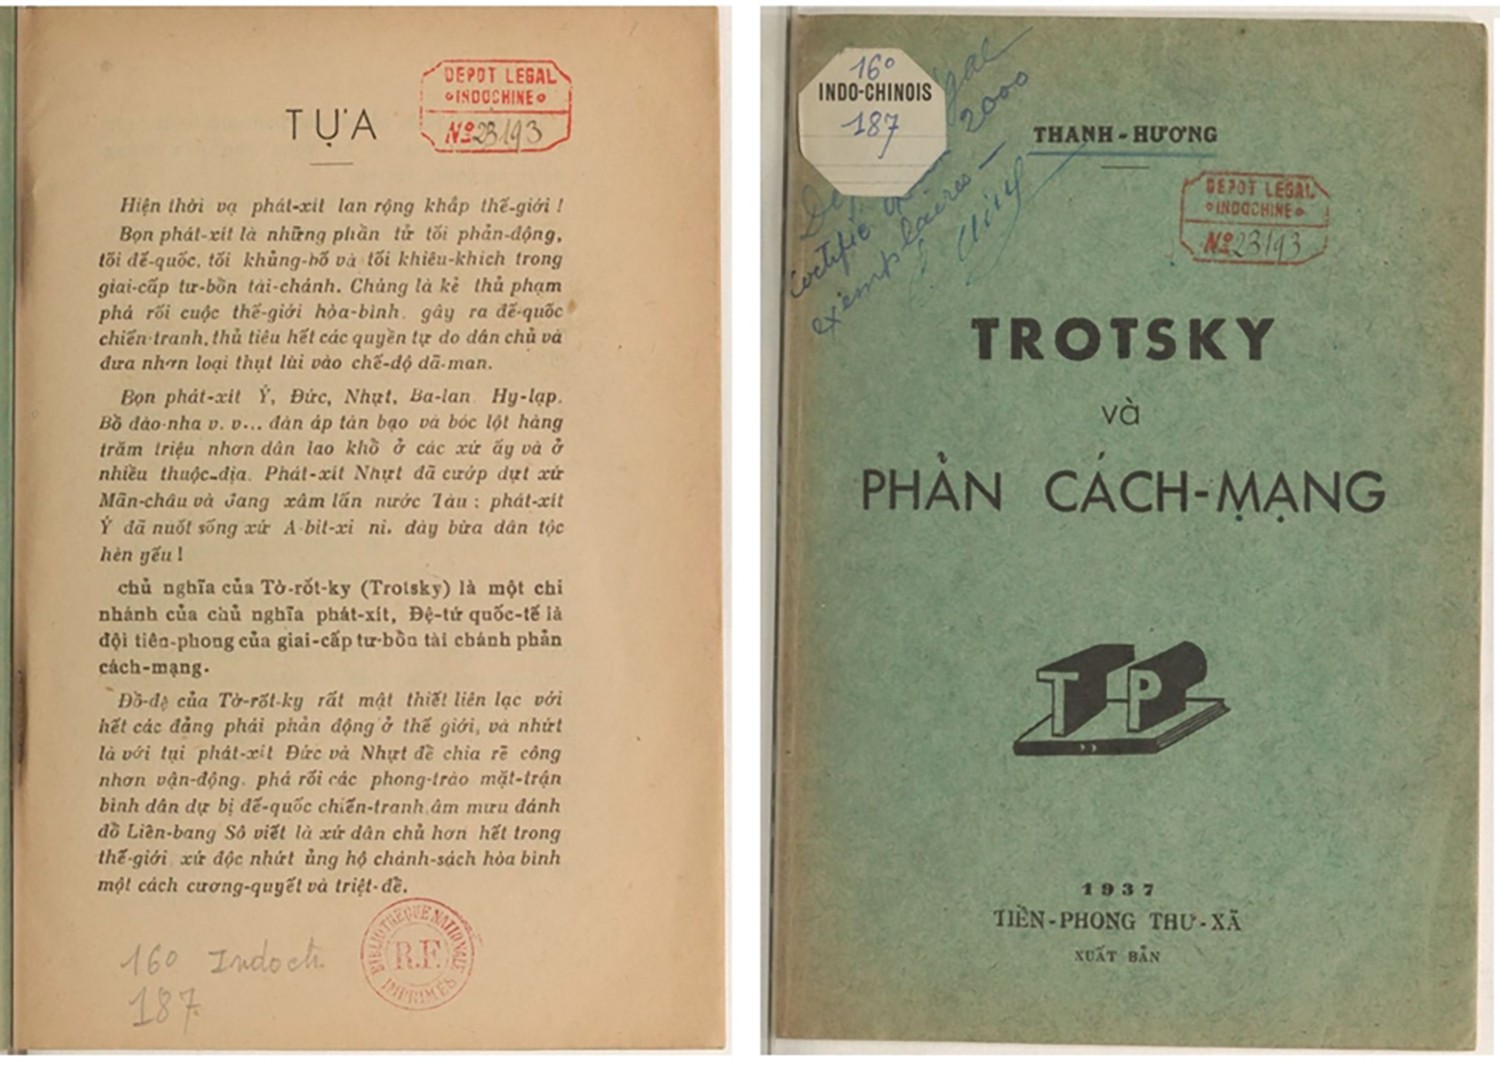 TỰA
DEPOT LEGAL
INDOCHINE
Nº 23193
Hiện thời vạ phát-xít lan rộng khắp thế-giới !
Bọn phát-xít là những phần tử tối phản-động,
tối đế-quốc, tối khủng-bố và tối khiêu-khích trong
giai-cấp tư-bổn tài-chánh. Chúng là kẻ thủ phạm
phá rối cuộc thế-giới hòa-bình, gây ra đế-quốc
chiến-tranh, thủ tiêu hết các quyền tự do dân chủ và
đưa nhơn loại thụt lùi vào chế-độ dã-man.
Bọn phát-xít Ý, Đức, Nhựt, Ba-lan Hy-lạp,
Bồ đào-nha v. v... đàn áp tàn bạo và bóc lột hàng
trăm triệu nhơn dân lao khổ ở các xứ ấy và ở
nhiều thuộc-địa. Phát-xít Nhựt đã cướp dựt xứ
Mãn-châu và đang xâm lấn nước Tàu ; phát-xít
Ý đã nuốt sống xứ A-bit-xi ni, dày bừa dân tộc
hèn yếu !
chủ nghĩa của Tờ-rốt-ky (Trotsky) là một chi
nhánh của chủ nghĩa phát-xít, Đệ-tứ quốc-tế là
đội tiên-phong của giai-cấp tư-bổn tài chánh phản
cách-mạng.
Đồ-đệ của Tờ-rốt-ky rất mật thiết liên lạc với
hết các đảng phái phản động ở thế giới, và nhứt
là với tụi phát-xít Đức và Nhựt để chia rẽ công
nhơn vận-động, phá rối các phong-trào mặt-trận
bình dân dự bị đế-quốc chiến-tranh, âm mưu đánh
đổ Liên-bang Sô viết là xứ dân chủ hơn hết trong
thế-giới, xứ độc nhứt ủng hộ chánh-sách hòa bình
một cách cương-quyết và triệt-để.
BIBLIOTHEQUE NATIONALE
R.F.
IMPRIMÉS
16º Indoch
187
16º
INDO-CHINOIS
187
2000
exemplaires
THANH-HƯƠNG
DEPOT LEGAL
INDOCHINE
Nº 23193
TROTSKY
và
PHẢN CÁCH-MẠNG
T-P
1937
TIỀN-PHONG THƯ-XÃ
XUẤT BẢN